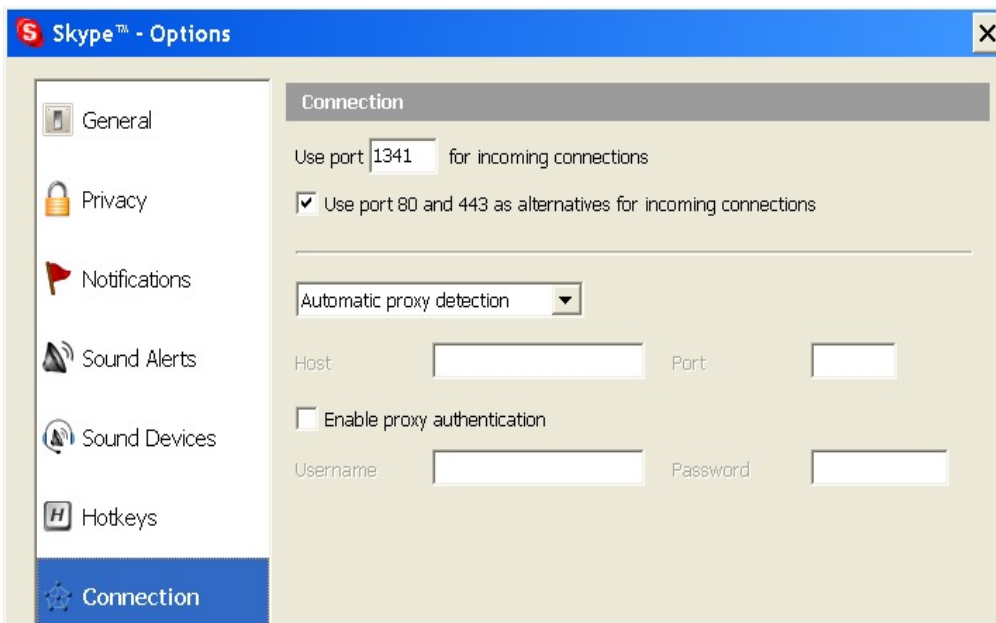 Skype™ - Options
General
Privacy
Notifications
Sound Alerts
Sound Devices
H Hotkeys
Connection
Connection
Use port 1341 for incoming connections
Use port 80 and 443 as alternatives for incoming connections
Automatic proxy detection
Host Port
Enable proxy authentication
Username Password